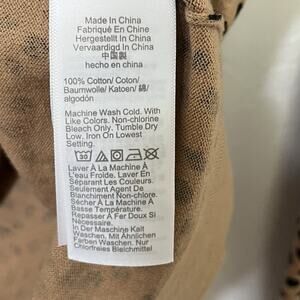 Made In China
Fabriqué En Chine
Hergestellt In China
Vervaardigd In China
中国製
hecho en china
100% Cotton/ Coton/
Baumwolle/ Katoen/ 綿/
algodón
Machine Wash Cold. With
Like Colors. Non-chlorine
Bleach Only. Tumble Dry
Low. Iron On Lowest
Setting.
30
Laver À La Machine À
L'eau Froide. Laver En
Séparant Les Couleurs.
Seulement Agent De
Blanchiment Non-chloric.
Sécher À La Machine À
Basse Température.
Repasser À Fer Doux Si
Nécessaire.
In Der Maschine Kalt
Waschen. Mit Ähnlichen
Farben Waschen. Nur
Chlorfreies Bleichmittel